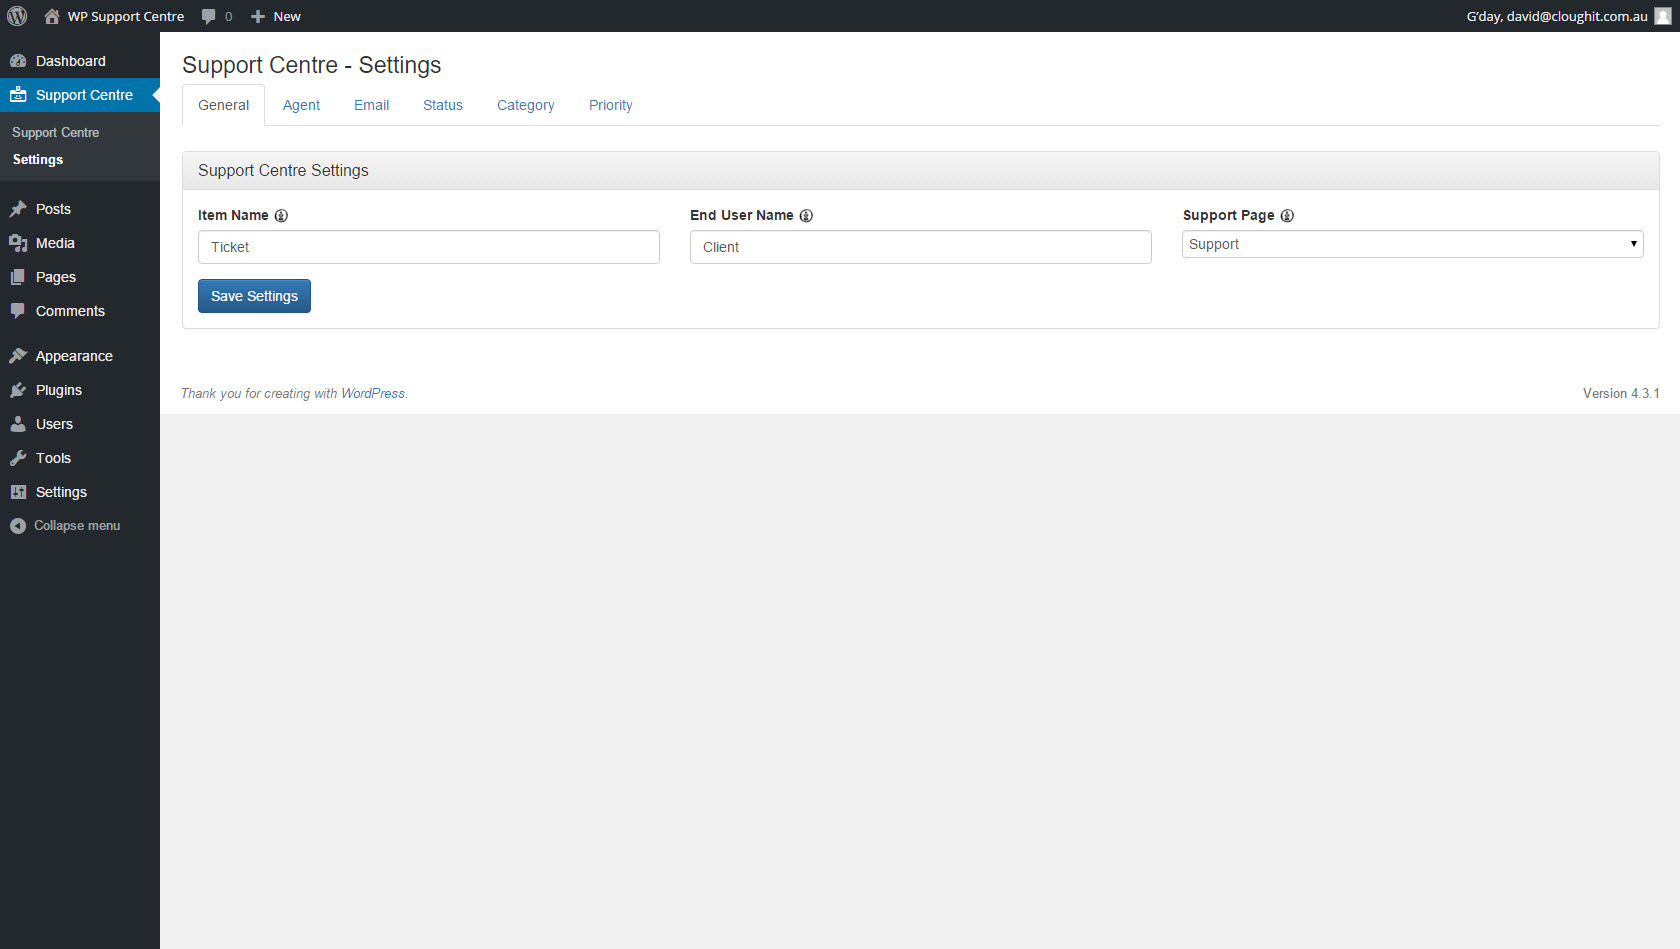 WP Support Centre 0 New G'day, david@cloughit.com.au
Dashboard
Support Centre
Support Centre
Settings
Posts
Media
Pages
Comments
Appearance
Plugins
Users
Tools
Settings
Collapse menu
Support Centre - Settings
General Agent Email Status Category Priority
Support Centre Settings
Item Name End User Name Support Page
Ticket Client Support
Save Settings
Thank you for creating with WordPress. Version 4.3.1